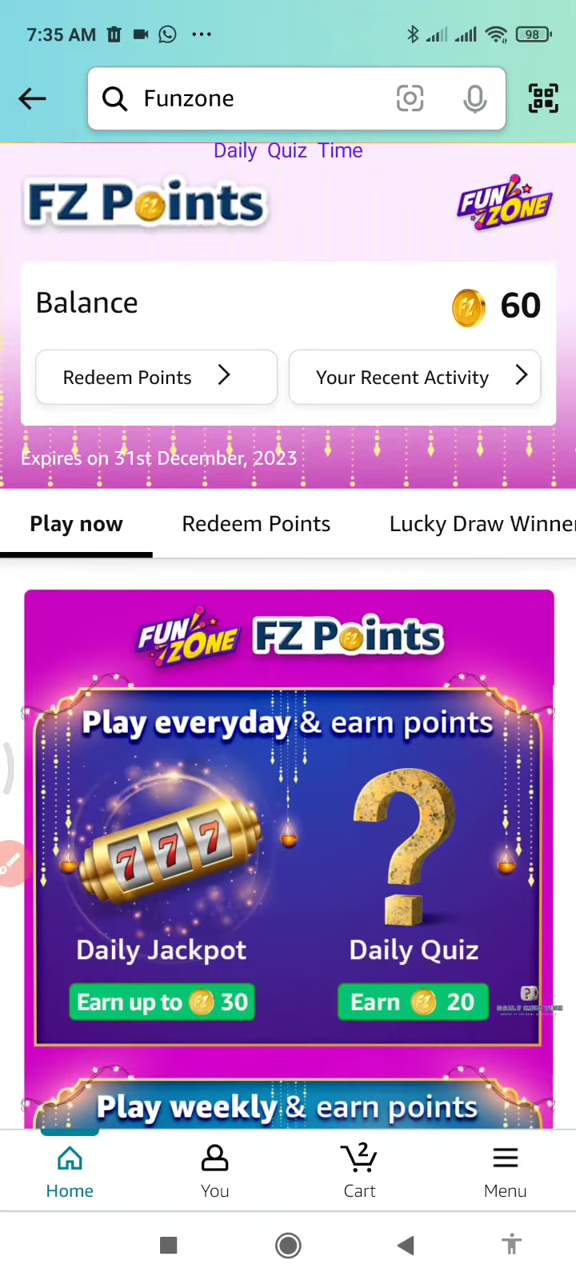 7:35 AM
98
Funzone
Daily Quiz Time
FZ Points
FUN ZONE
Balance
60
Redeem Points
Your Recent Activity
Expires on 31st December, 2023
Play now
Redeem Points
Lucky Draw Winne
FUN ZONE FZ Points
Play everyday & earn points
777
Daily Jackpot
Daily Quiz
Earn up to FZ 30
Earn FZ 20
Play weekly & earn points
2
Home
You
Cart
Menu